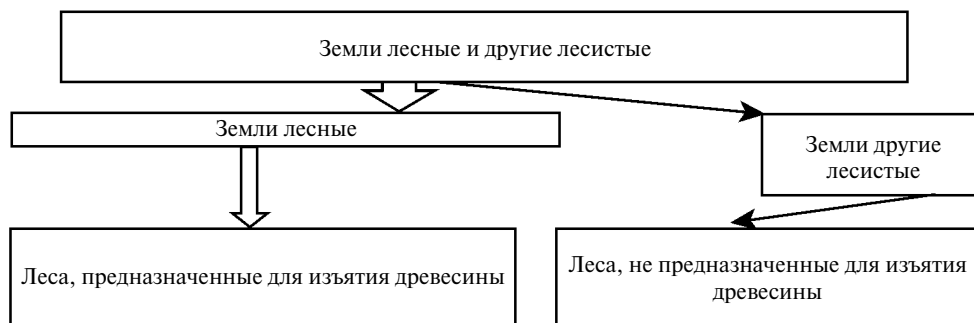 Земли лесные и другие лесистые
Земли лесные
Земли другие
лесистые
Леса, предназначенные для изъятия древесины
Леса, не предназначенные для изъятия
древесины